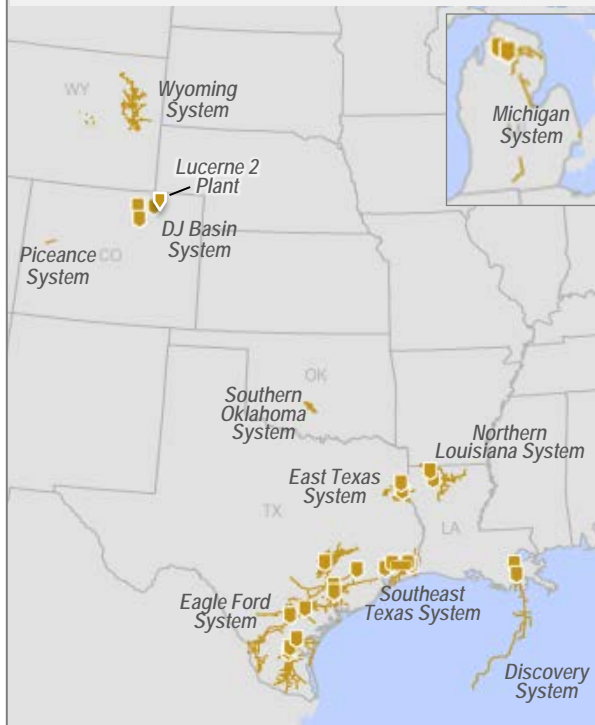 WY
Wyoming
System
Michigan
System
Lucerne 2
Plant
DJ Basin
System
Piceance
System
CO
OK
Southern
Oklahoma
System
Northern
Louisiana System
East Texas
System
TX
LA
Eagle Ford
System
Southeast
Texas System
Discovery
System